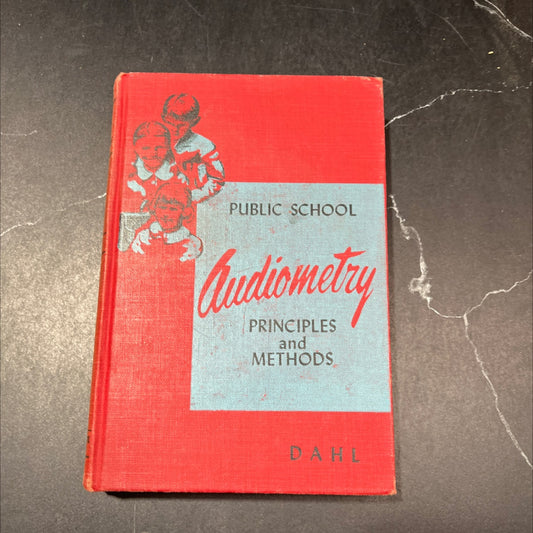 PUBLIC SCHOOL
Audiometry
PRINCIPLES
and
METHODS
DAHL